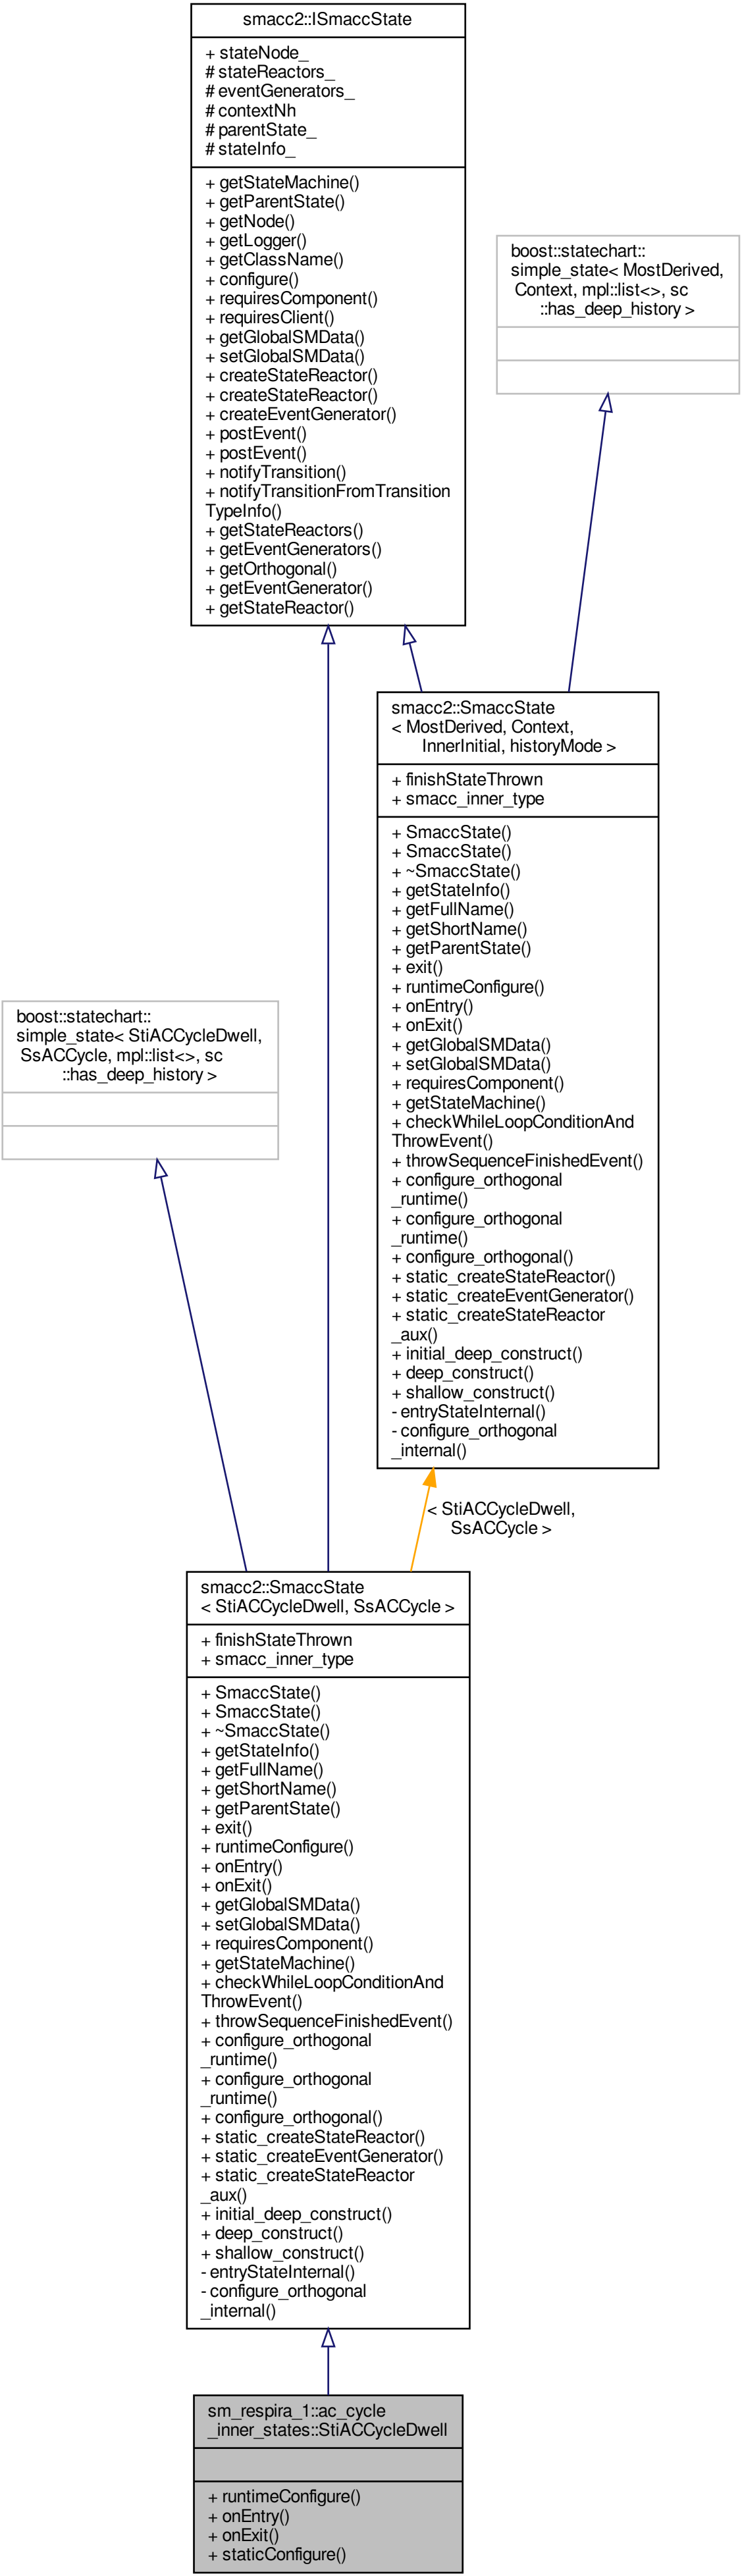 smacc2::ISmaccState
+ stateNode_
# stateReactors_
# eventGenerators_
# contextNh
# parentState_
# stateInfo_
+ getStateMachine()
+ getParentState()
+ getNode()
+ getLogger()
+ getClassName()
+ configure()
+ requiresComponent()
+ requiresClient()
+ getGlobalSMData()
+ setGlobalSMData()
+ createStateReactor()
+ createStateReactor()
+ createEventGenerator()
+ postEvent()
+ postEvent()
+ notifyTransition()
+ notifyTransitionFromTransition
TypeInfo()
+ getStateReactors()
+ getEventGenerators()
+ getOrthogonal()
+ getEventGenerator()
+ getStateReactor()
boost::statechart::
simple_state< MostDerived,
Context, mpl::list<>, sc
::has_deep_history >
smacc2::SmaccState
< MostDerived, Context,
InnerInitial, historyMode >
+ finishStateThrown
+ smacc_inner_type
+ SmaccState()
+ SmaccState()
+ ~SmaccState()
+ getStateInfo()
+ getFullName()
+ getShortName()
+ getParentState()
+ exit()
+ runtimeConfigure()
+ onEntry()
+ onExit()
+ getGlobalSMData()
+ setGlobalSMData()
+ requiresComponent()
+ getStateMachine()
+ checkWhileLoopConditionAnd
ThrowEvent()
+ throwSequenceFinishedEvent()
+ configure_orthogonal
_runtime()
+ configure_orthogonal
_runtime()
+ configure_orthogonal()
+ static_createStateReactor()
+ static_createEventGenerator()
+ static_createStateReactor
_aux()
+ initial_deep_construct()
+ deep_construct()
+ shallow_construct()
- entryStateInternal()
- configure_orthogonal
_internal()
boost::statechart::
simple_state< StiACCycleDwell,
SsACCycle, mpl::list<>, sc
::has_deep_history >
< StiACCycleDwell,
SsACCycle >
smacc2::SmaccState
< StiACCycleDwell, SsACCycle >
+ finishStateThrown
+ smacc_inner_type
+ SmaccState()
+ SmaccState()
+ ~SmaccState()
+ getStateInfo()
+ getFullName()
+ getShortName()
+ getParentState()
+ exit()
+ runtimeConfigure()
+ onEntry()
+ onExit()
+ getGlobalSMData()
+ setGlobalSMData()
+ requiresComponent()
+ getStateMachine()
+ checkWhileLoopConditionAnd
ThrowEvent()
+ throwSequenceFinishedEvent()
+ configure_orthogonal
_runtime()
+ configure_orthogonal
_runtime()
+ configure_orthogonal()
+ static_createStateReactor()
+ static_createEventGenerator()
+ static_createStateReactor
_aux()
+ initial_deep_construct()
+ deep_construct()
+ shallow_construct()
- entryStateInternal()
- configure_orthogonal
_internal()
sm_respira_1::ac_cycle
_inner_states::StiACCycleDwell
+ runtimeConfigure()
+ onEntry()
+ onExit()
+ staticConfigure()